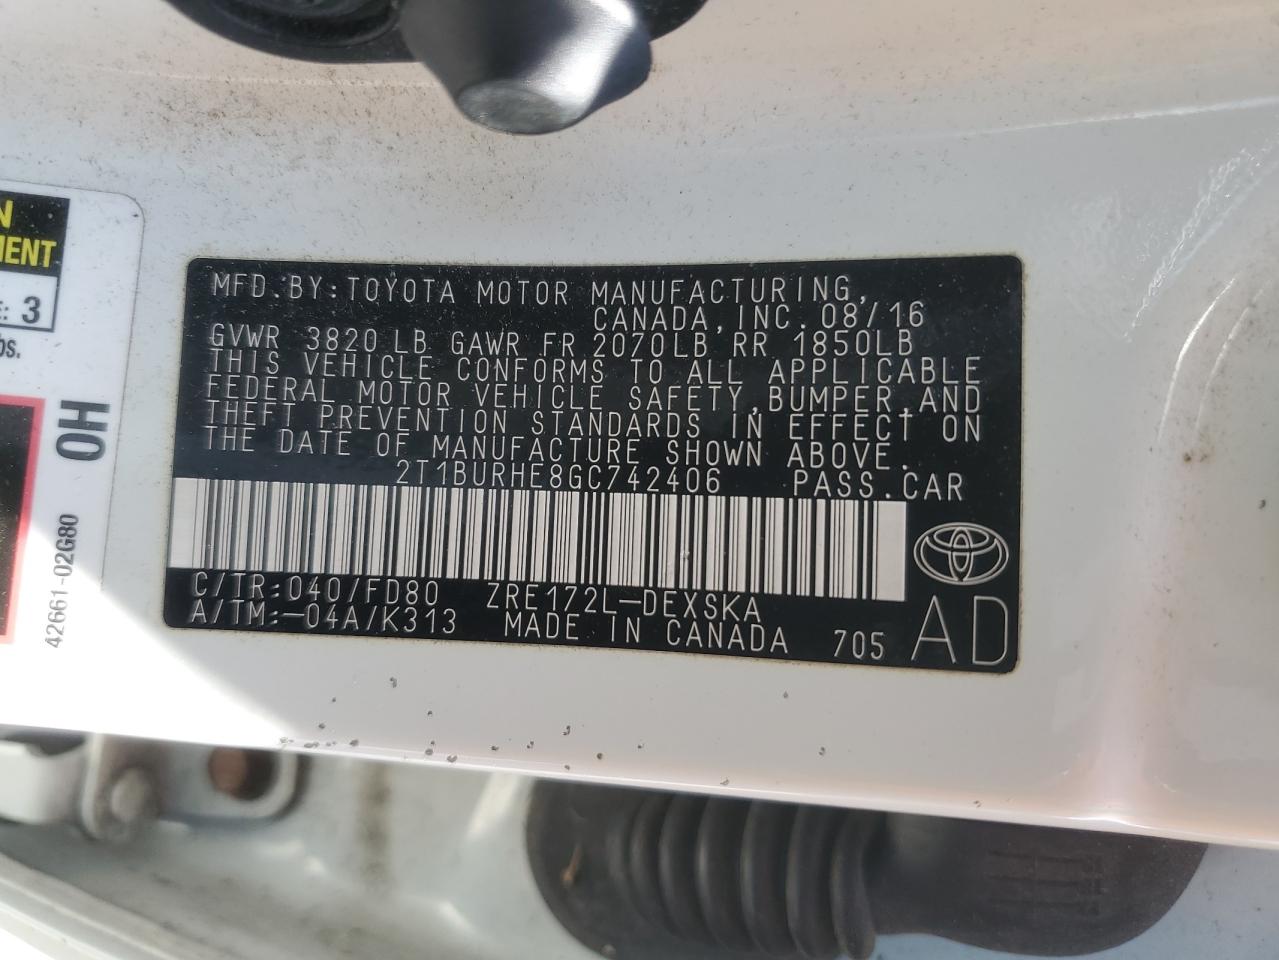 N
MENT
: 3
bs.
OH
42661-02G80
MFD.BY:TOYOTA MOTOR MANUFACTURING,
CANADA,INC.08/16
GVWR 3820 LB GAWR FR 2070LB RR 1850LB
THIS VEHICLE CONFORMS TO ALL APPLICABLE
FEDERAL MOTOR VEHICLE SAFETY,BUMPER,AND
THEFT PREVENTION STANDARDS IN EFFECT ON
THE DATE OF MANUFACTURE SHOWN ABOVE.
2T1BURHE8GC742406 PASS.CAR
C/TR:040/FD80 ZRE172L-DEXSKA
A/TM:-04A/K313 MADE IN CANADA 705
AD